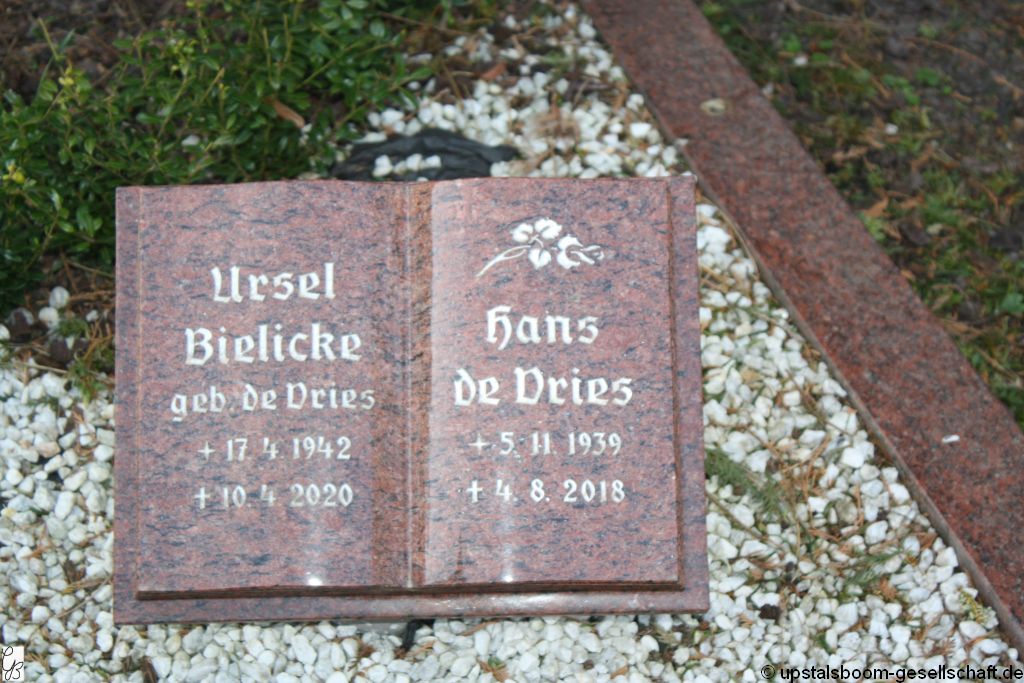 Ursel
Bielicke
geb. de Vries
+ 17. 4. 1942
† 10. 4. 2020
Hans
de Vries
+ 5. 11. 1939
† 4. 8. 2018
© upstalsboom-gesellschaft.de